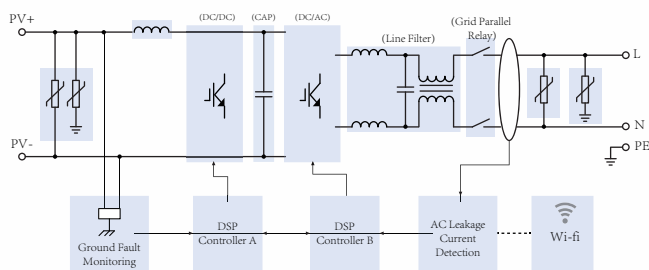 PV+
(DC/DC)
(CAP)
(DC/AC)
(Line Filter)
(Grid Parallel
Relay)
L
N
PE
PV-
Ground Fault
Monitoring
DSP
Controller A
DSP
Controller B
AC Leakage
Current
Detection
Wi-fi